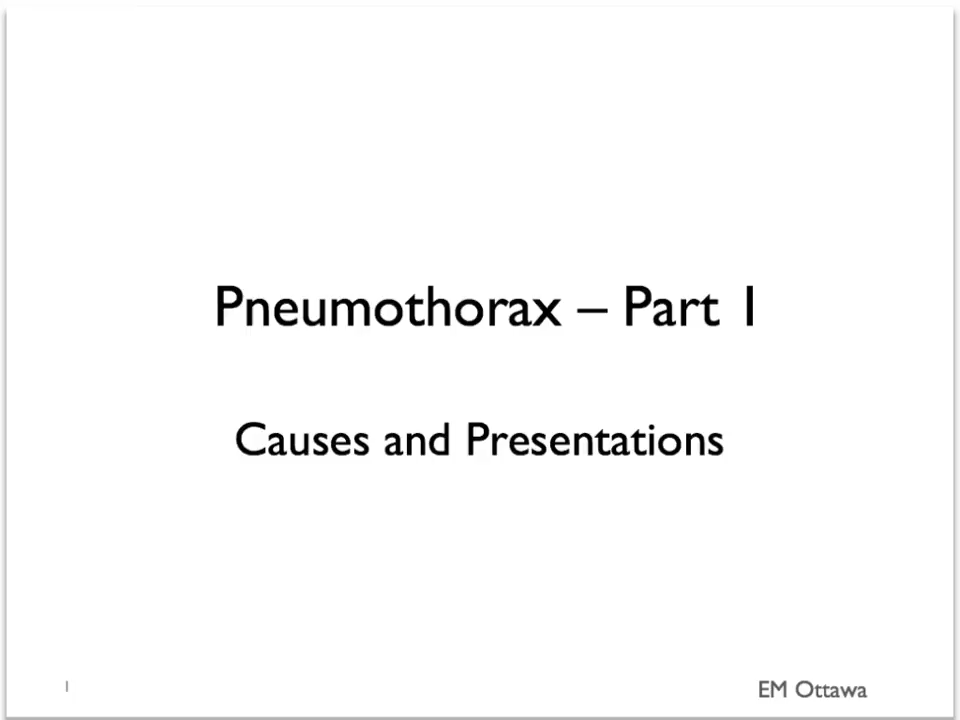 Pneumothorax – Part 1
Causes and Presentations
1
EM Ottawa